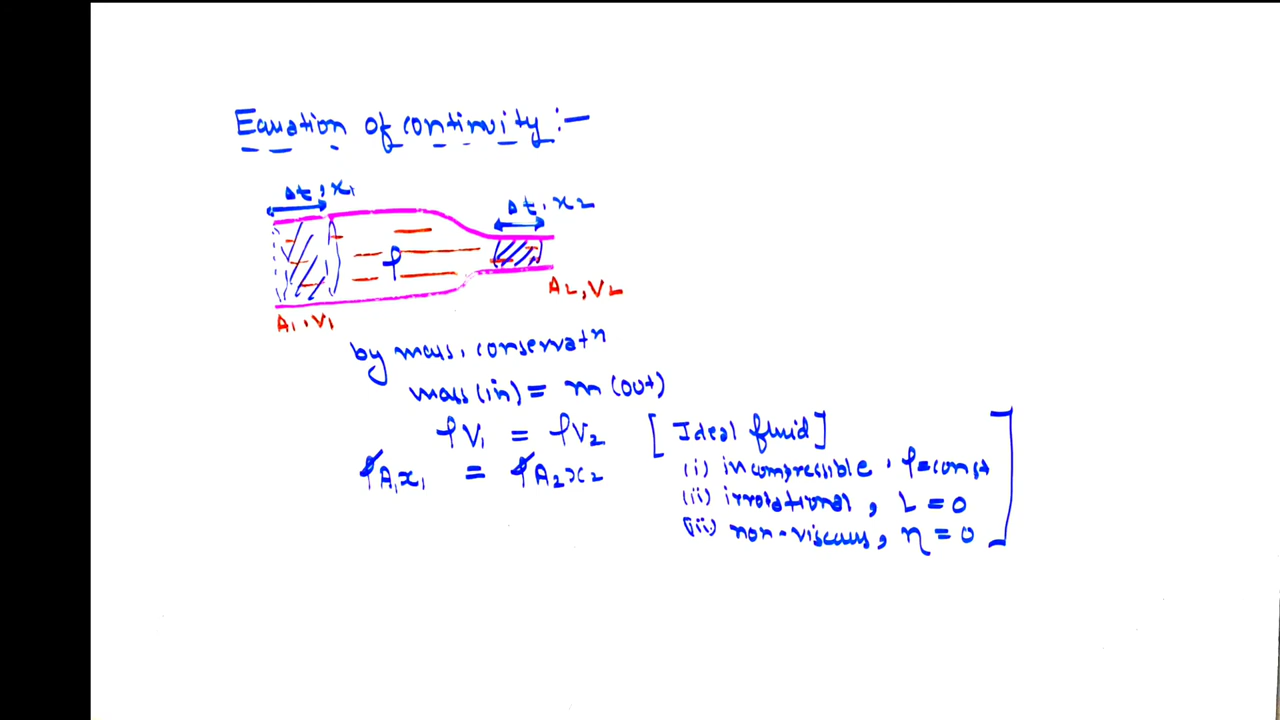 Equation of continuity :-
Δt, x₁
Δt, x₂
ρ
A₂, V₂
A₁, V₁
by mass, conservatⁿ
mass (in) = m (out)
ρV₁ = ρV₂ [Ideal fluid]
ρA₁x₁ = ρA₂x₂
(i) incompressible, ρ=const
(ii) irrotational, L = 0
(iii) non-viscous, η = 0